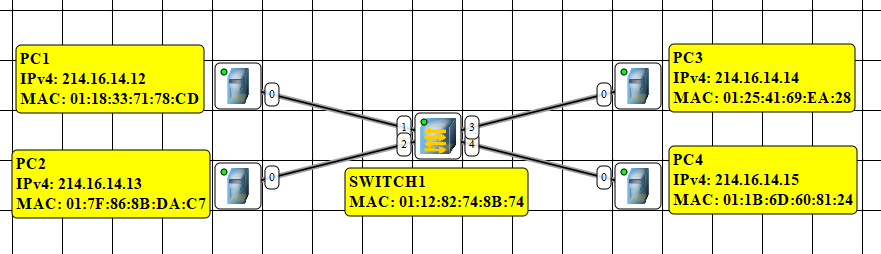 PC1
IPv4: 214.16.14.12
MAC: 01:18:33:71:78:CD
0
PC2
IPv4: 214.16.14.13
MAC: 01:7F:86:8B:DA:C7
0
1
2
3
4
SWITCH1
MAC: 01:12:82:74:8B:74
0
PC3
IPv4: 214.16.14.14
MAC: 01:25:41:69:EA:28
0
PC4
IPv4: 214.16.14.15
MAC: 01:1B:6D:60:81:24